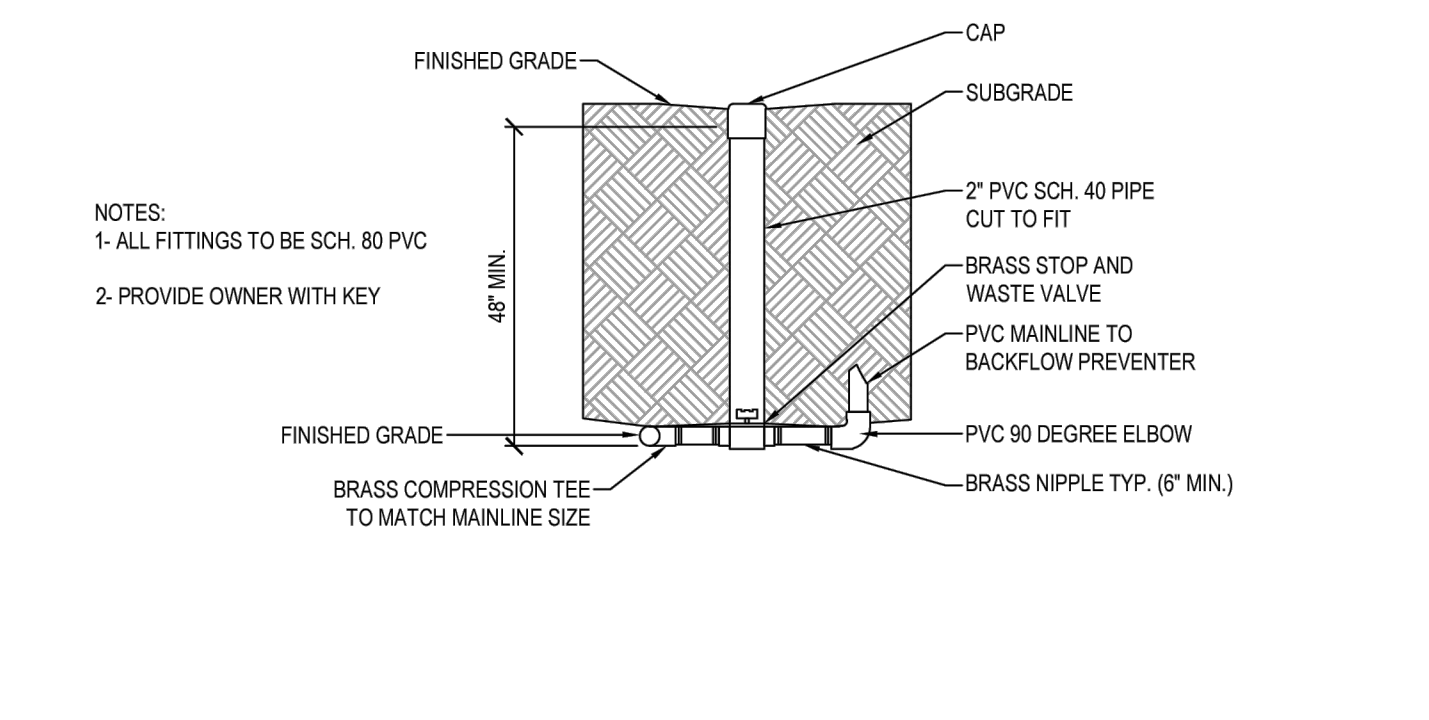 CAP
FINISHED GRADE
SUBGRADE
2" PVC SCH. 40 PIPE
CUT TO FIT
NOTES:
1- ALL FITTINGS TO BE SCH. 80 PVC
2- PROVIDE OWNER WITH KEY
48" MIN.
BRASS STOP AND
WASTE VALVE
PVC MAINLINE TO
BACKFLOW PREVENTER
FINISHED GRADE
PVC 90 DEGREE ELBOW
BRASS NIPPLE TYP. (6" MIN.)
BRASS COMPRESSION TEE
TO MATCH MAINLINE SIZE